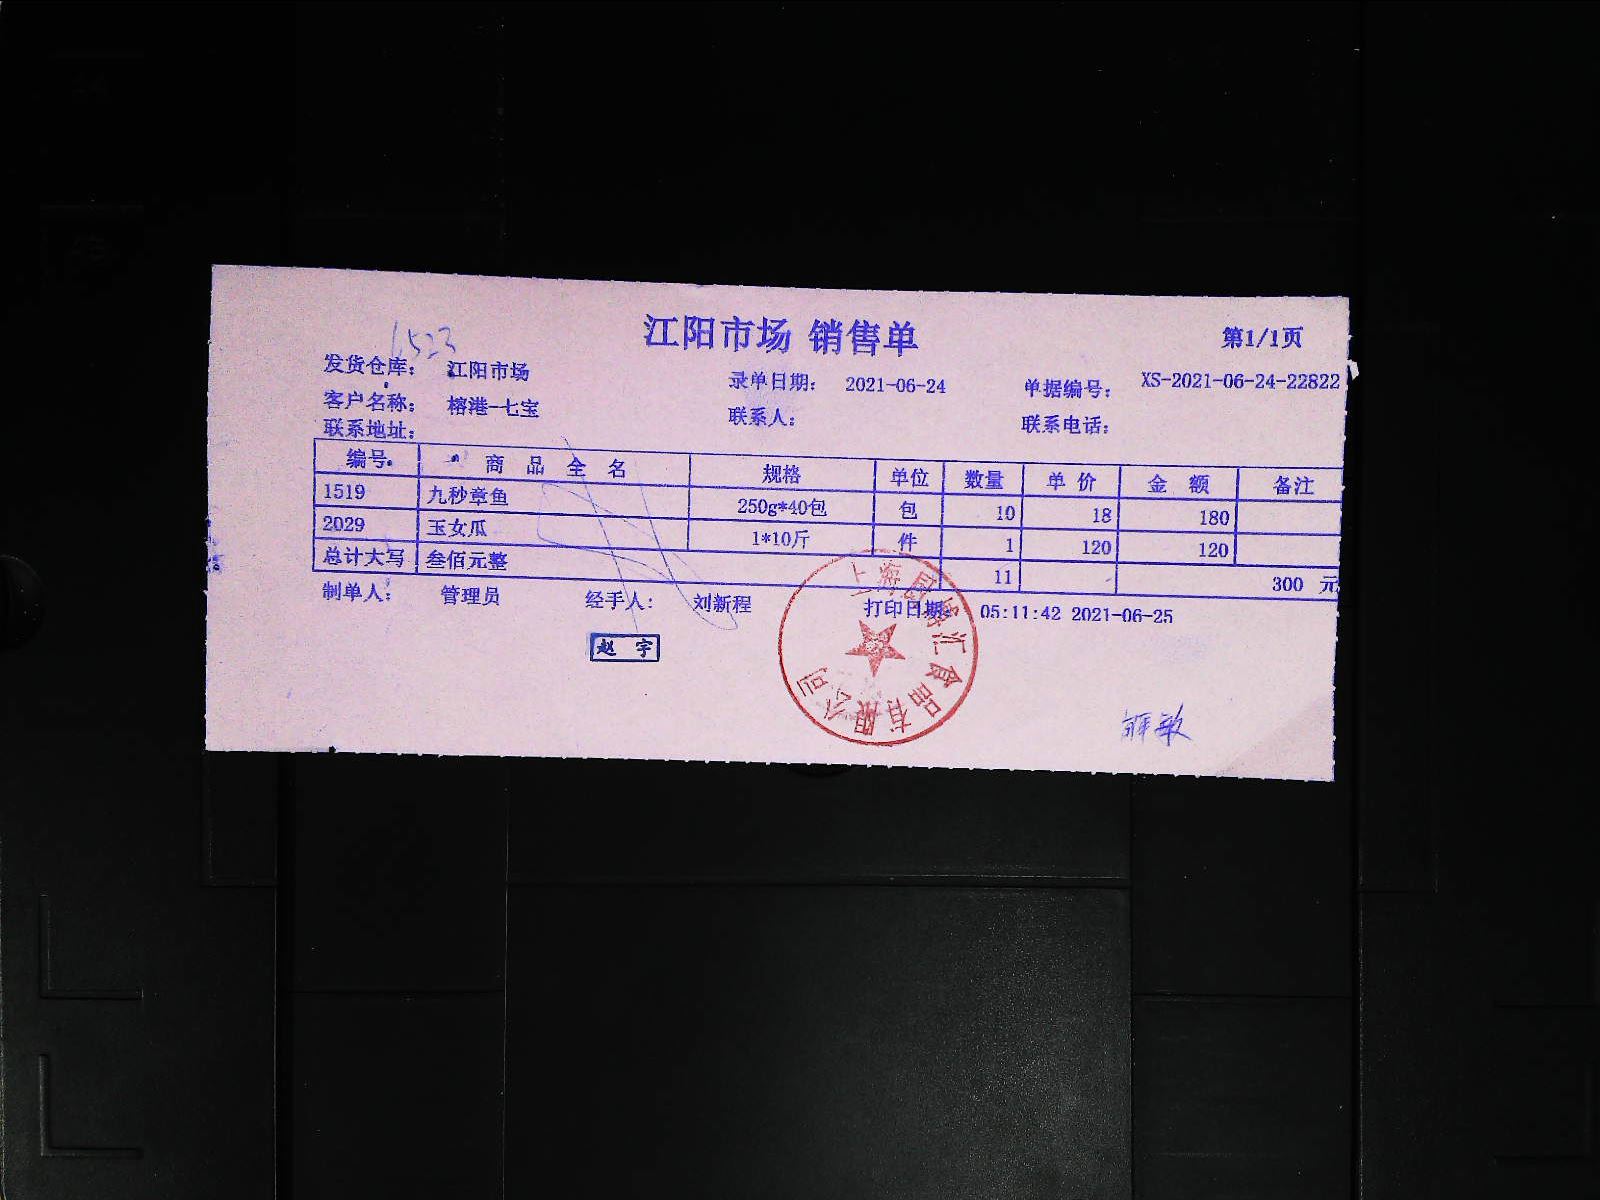 江阳市场 销售单
第1/1页
1523
发货仓库： 江阳市场
录单日期： 2021-06-24
单据编号： XS-2021-06-24-22822
客户名称： 榕港-七宝
联系人：
联系电话：
联系地址：
编号 商品全名 规格 单位 数量 单价 金额 备注
1519 九秒章鱼 250g*40包 包 10 18 180
2029 玉女瓜 1*10斤 件 1 120 120
总计大写 叁佰元整 11 300 元
制单人： 管理员 经手人： 刘新程 打印日期 05:11:42 2021-06-25
赵宇
汇食品有限公司